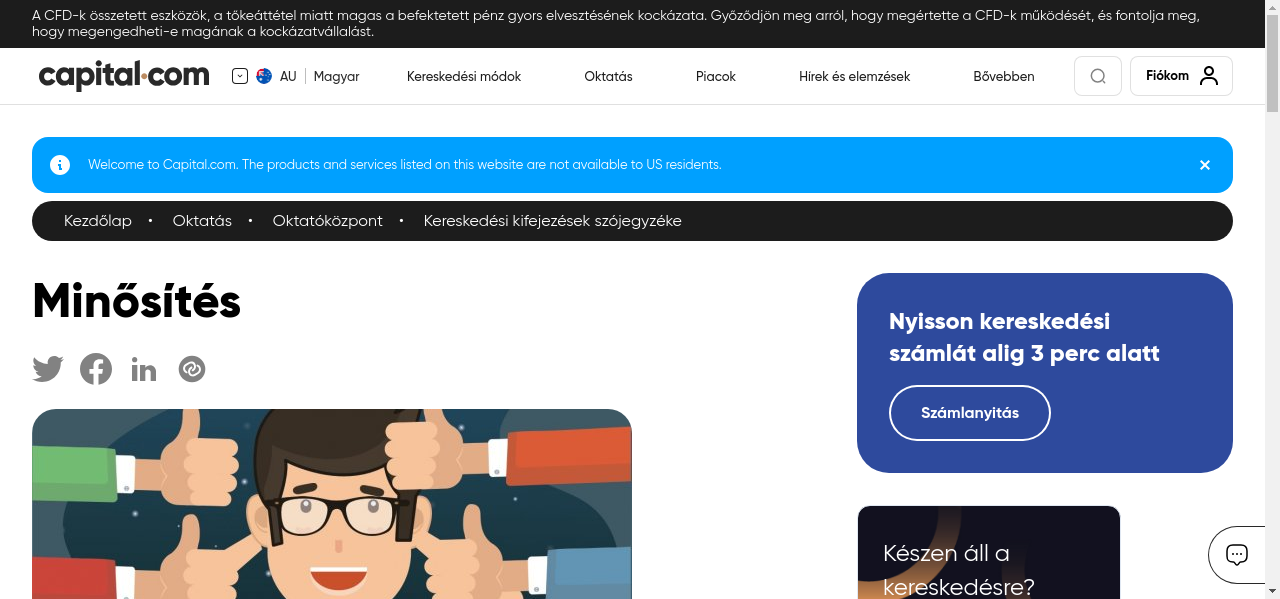 A CFD-k összetett eszközök, a tőkeáttétel miatt magas a befektetett pénz gyors elvesztésének kockázata. Győződjön meg arról, hogy megértette a CFD-k működését, és fontolja meg,
hogy megengedheti-e magának a kockázatvállalást.
capital.com AU Magyar Kereskedési módok Oktatás Piacok Hírek és elemzések Bővebben Fiókom
Welcome to Capital.com. The products and services listed on this website are not available to US residents.
Kezdőlap • Oktatás • Oktatóközpont • Kereskedési kifejezések szójegyzéke
Minősítés
Nyisson kereskedési
számlát alig 3 perc alatt
Számlanyitás
Készen áll a
kereskedésre?